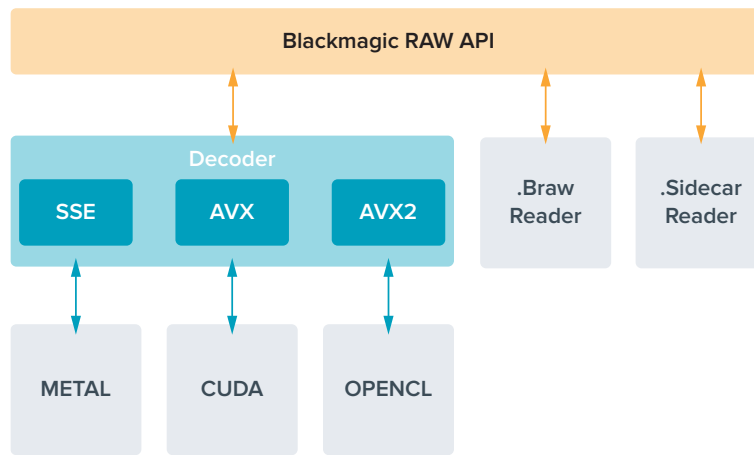 Blackmagic RAW API
Decoder
SSE
AVX
AVX2
.Braw
Reader
.Sidecar
Reader
METAL
CUDA
OPENCL